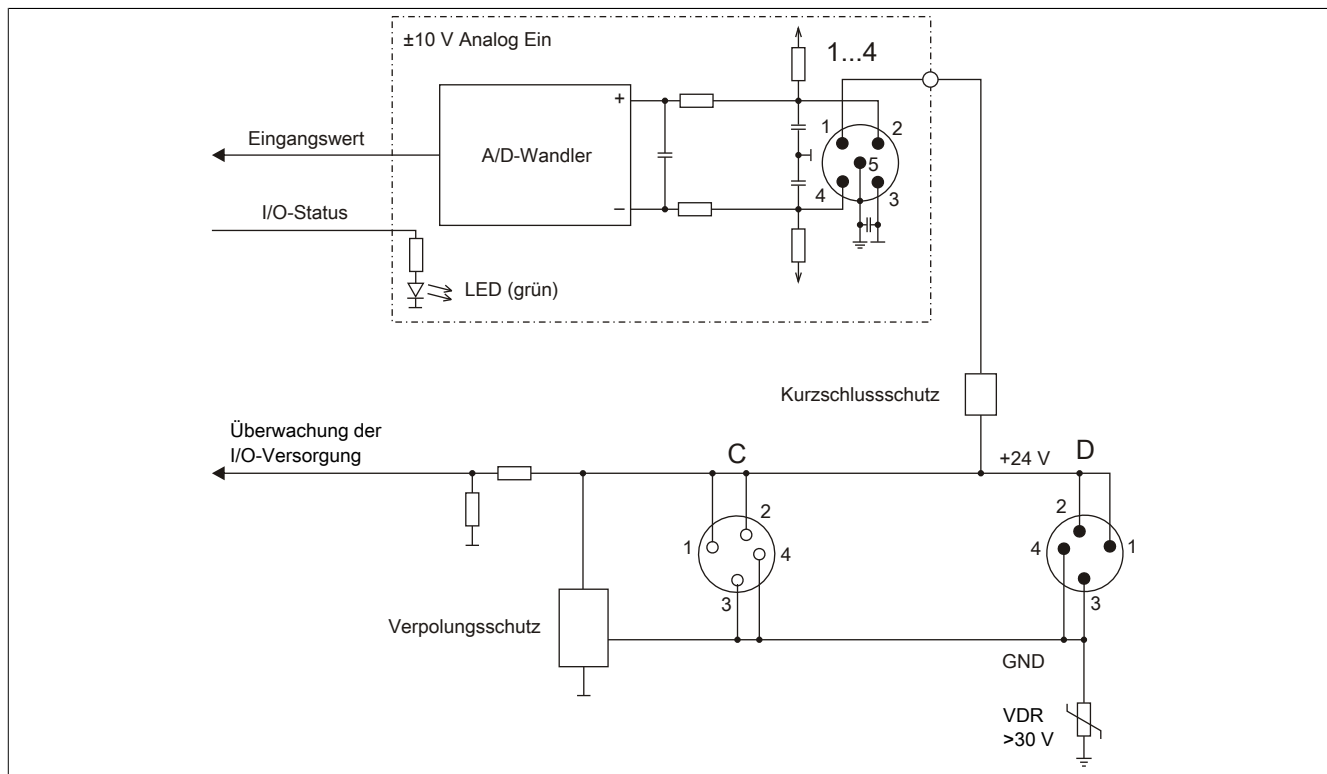 ±10 V Analog Ein
1...4
+
1
2
Eingangswert
A/D-Wandler
5
4
3
I/O-Status
–
LED (grün)
Kurzschlussschutz
Überwachung der
I/O-Versorgung
C
+24 V
D
2
2
1
4
4
1
3
3
Verpolungsschutz
GND
VDR
>30 V